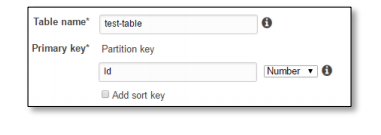 Table name* test-table
Primary key* Partition key
Id Number
Add sort key